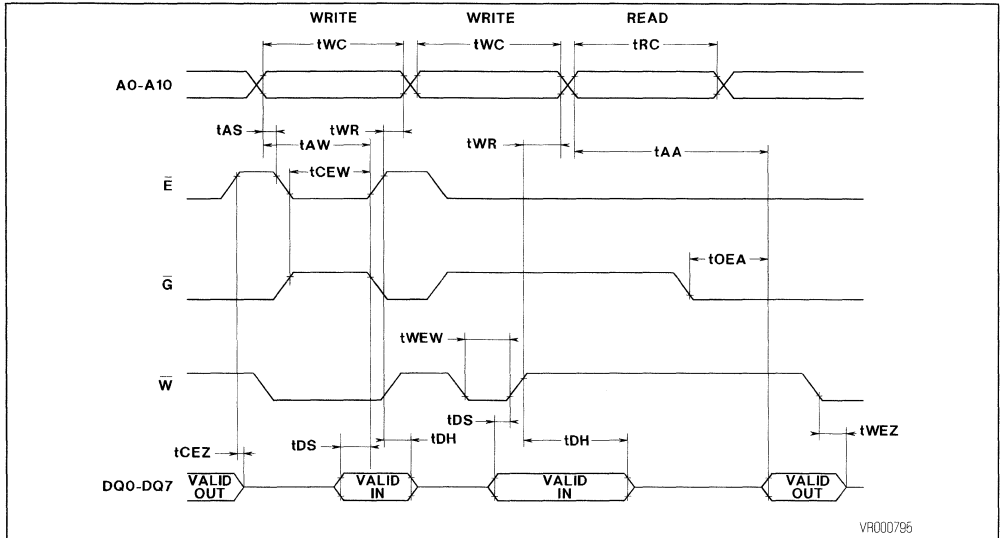 WRITE WRITE READ
tWC tWC tRC
A0-A10
tAS tWR tWR
tAW tAA
tCEW
E̅
tOEA
G̅
tWEW
W̅
tDS
tCEZ tDS tDH tDH tWEZ
DQ0-DQ7 VALID OUT VALID IN VALID IN VALID OUT
VR000795